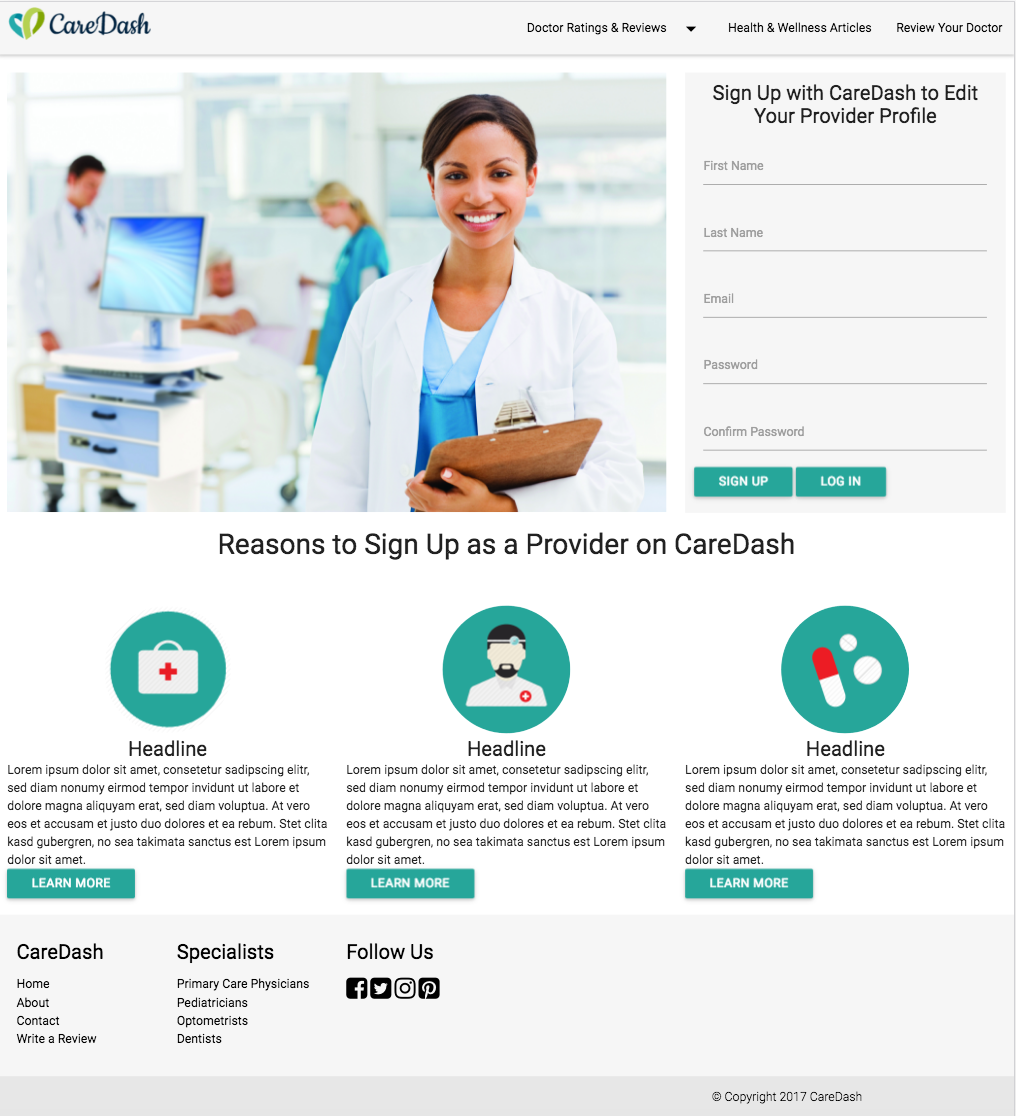 CareDash
Doctor Ratings & Reviews
Health & Wellness Articles
Review Your Doctor
Sign Up with CareDash to Edit
Your Provider Profile
First Name
Last Name
Email
Password
Confirm Password
SIGN UP
LOG IN
Reasons to Sign Up as a Provider on CareDash
Headline
Lorem ipsum dolor sit amet, consetetur sadipscing elitr,
sed diam nonumy eirmod tempor invidunt ut labore et
dolore magna aliquyam erat, sed diam voluptua. At vero
eos et accusam et justo duo dolores et ea rebum. Stet clita
kasd gubergren, no sea takimata sanctus est Lorem ipsum
dolor sit amet.
LEARN MORE
Headline
Lorem ipsum dolor sit amet, consetetur sadipscing elitr,
sed diam nonumy eirmod tempor invidunt ut labore et
dolore magna aliquyam erat, sed diam voluptua. At vero
eos et accusam et justo duo dolores et ea rebum. Stet clita
kasd gubergren, no sea takimata sanctus est Lorem ipsum
dolor sit amet.
LEARN MORE
Headline
Lorem ipsum dolor sit amet, consetetur sadipscing elitr,
sed diam nonumy eirmod tempor invidunt ut labore et
dolore magna aliquyam erat, sed diam voluptua. At vero
eos et accusam et justo duo dolores et ea rebum. Stet clita
kasd gubergren, no sea takimata sanctus est Lorem ipsum
dolor sit amet.
LEARN MORE
CareDash
Home
About
Contact
Write a Review
Specialists
Primary Care Physicians
Pediatricians
Optometrists
Dentists
Follow Us
© Copyright 2017 CareDash